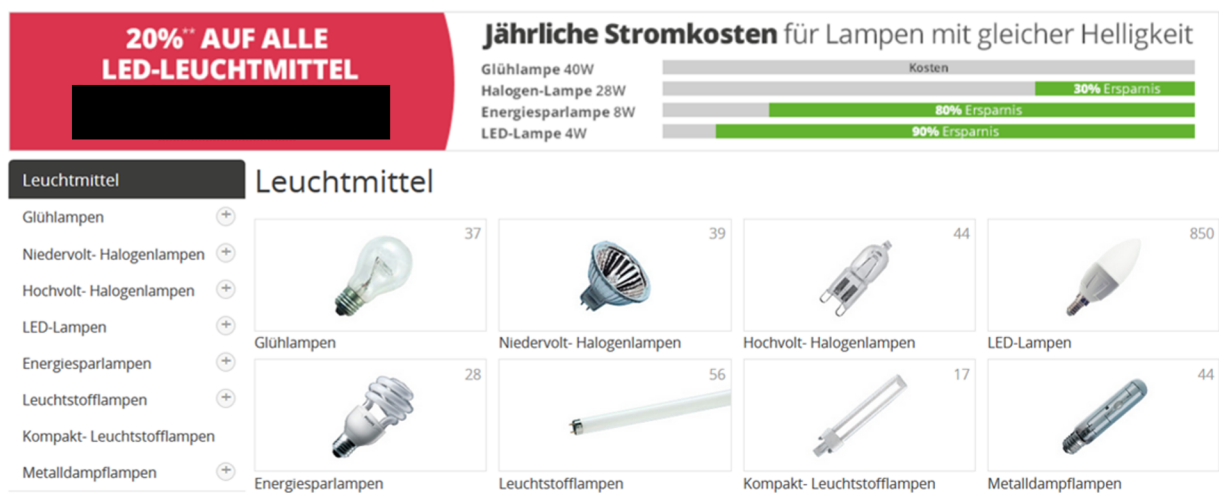 20%** AUF ALLE
LED-LEUCHTMITTEL
Jährliche Stromkosten für Lampen mit gleicher Helligkeit
Glühlampe 40W Kosten
Halogen-Lampe 28W 30% Ersparnis
Energiesparlampe 8W 80% Ersparnis
LED-Lampe 4W 90% Ersparnis
Leuchtmittel
Glühlampen
Niedervolt- Halogenlampen
Hochvolt- Halogenlampen
LED-Lampen
Energiesparlampen
Leuchtstofflampen
Kompakt- Leuchtstofflampen
Metalldampflampen
Leuchtmittel
37
Glühlampen
39
Niedervolt- Halogenlampen
44
Hochvolt- Halogenlampen
850
LED-Lampen
28
Energiesparlampen
56
Leuchtstofflampen
17
Kompakt- Leuchtstofflampen
44
Metalldampflampen